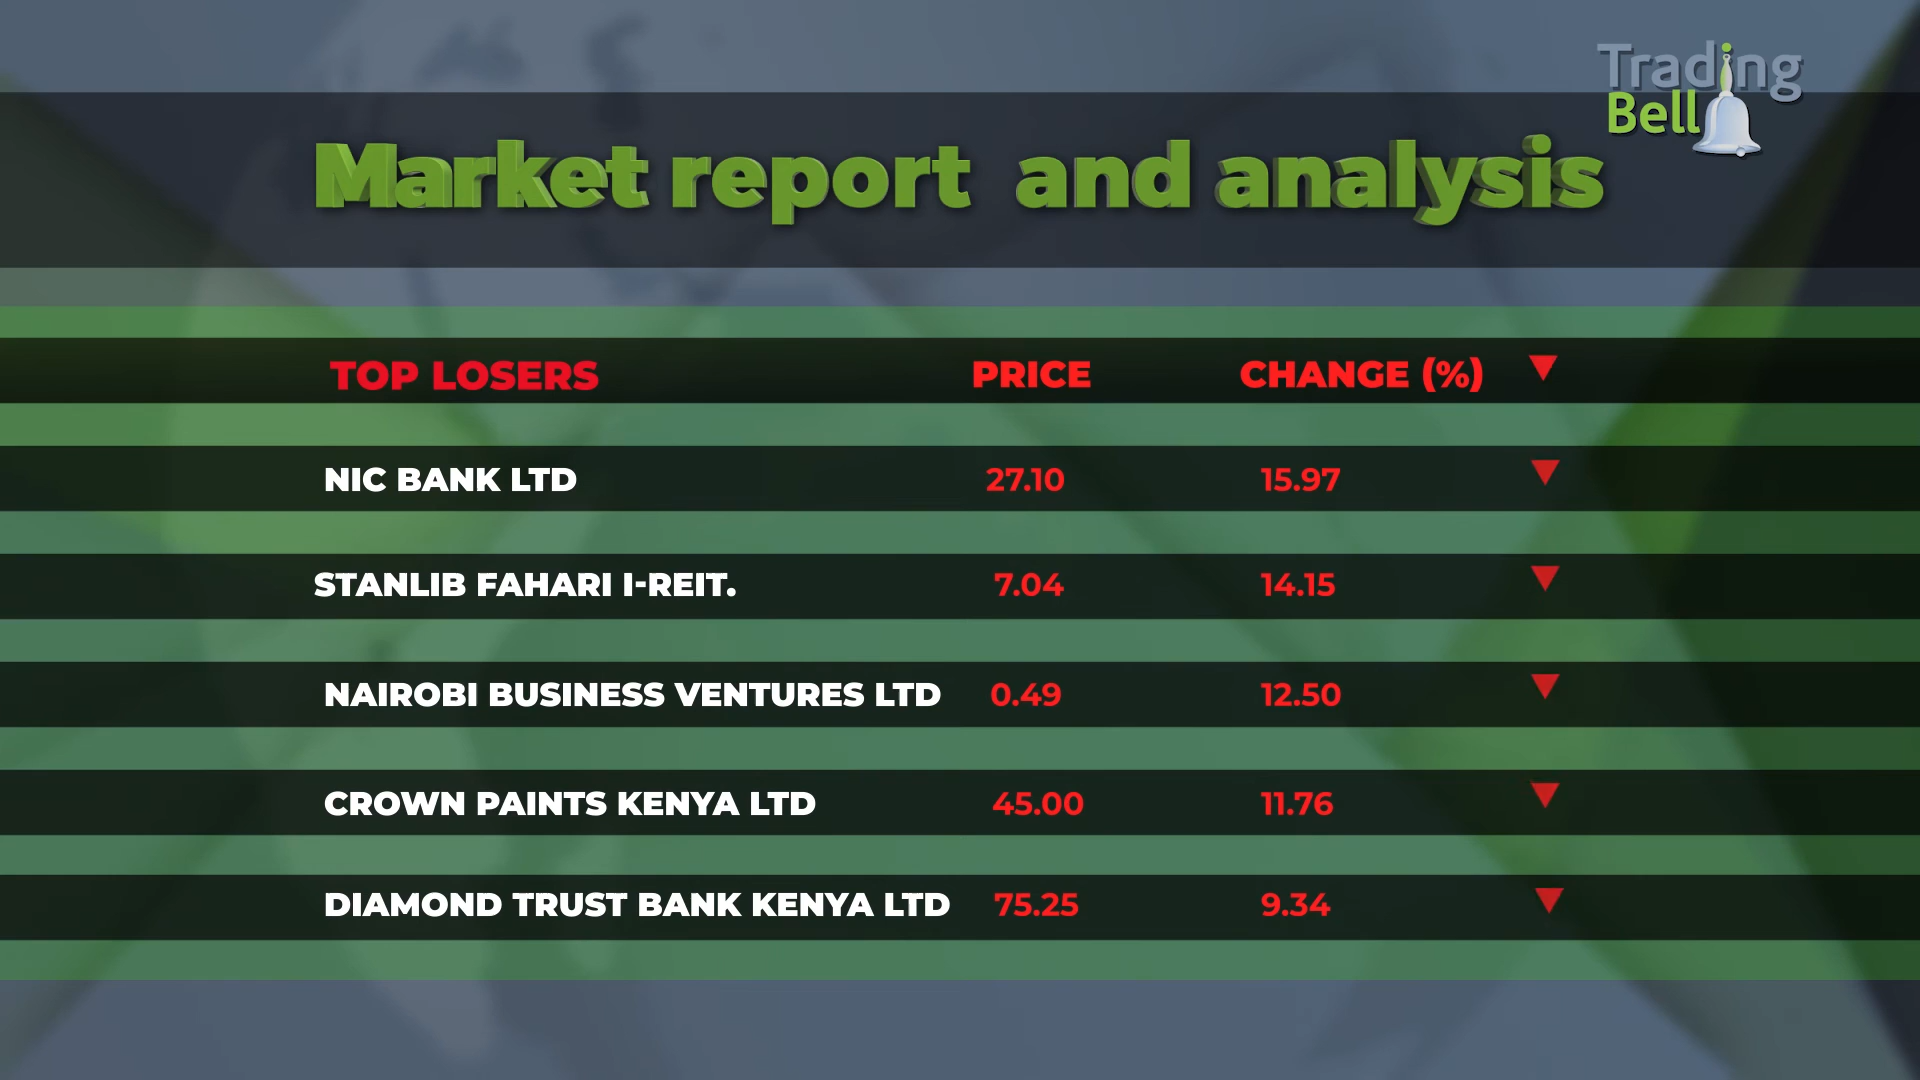 Trading
Bell
Market report and analysis
TOP LOSERS PRICE CHANGE (%)
NIC BANK LTD 27.10 15.97
STANLIB FAHARI I-REIT. 7.04 14.15
NAIROBI BUSINESS VENTURES LTD 0.49 12.50
CROWN PAINTS KENYA LTD 45.00 11.76
DIAMOND TRUST BANK KENYA LTD 75.25 9.34